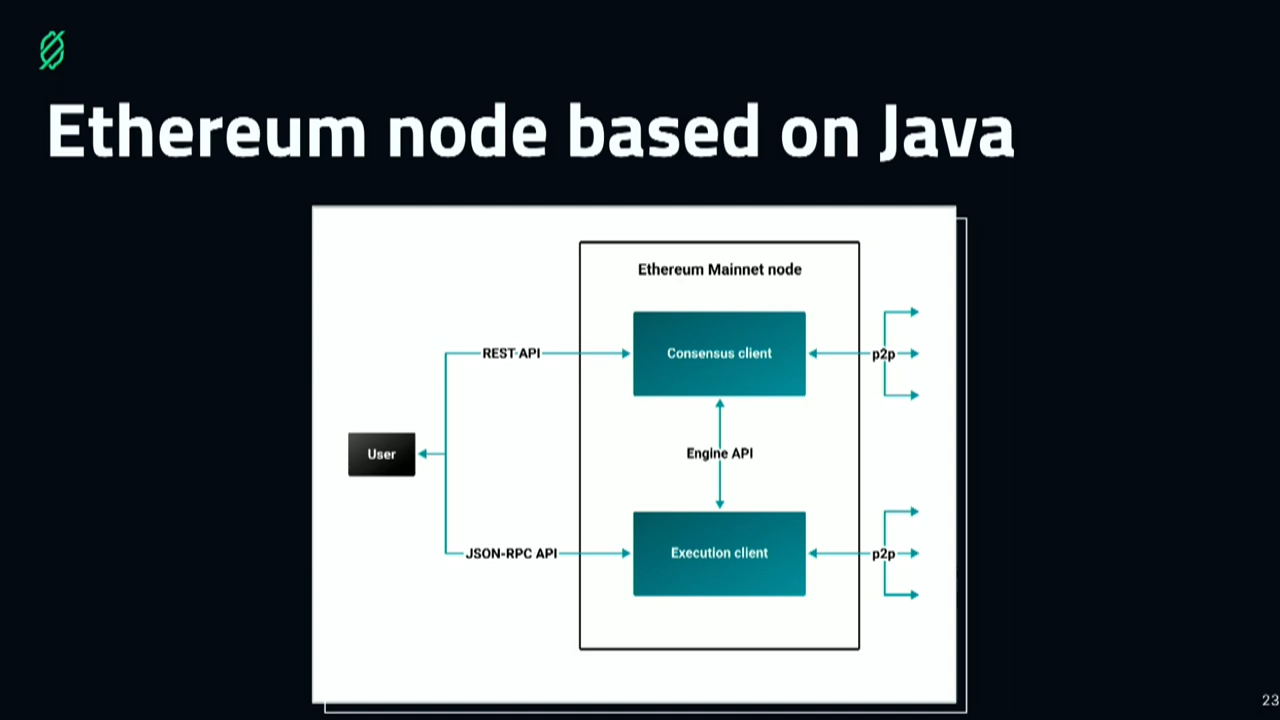 Ethereum node based on Java
Ethereum Mainnet node
REST API
Consensus client
p2p
User
Engine API
JSON-RPC API
Execution client
p2p
23